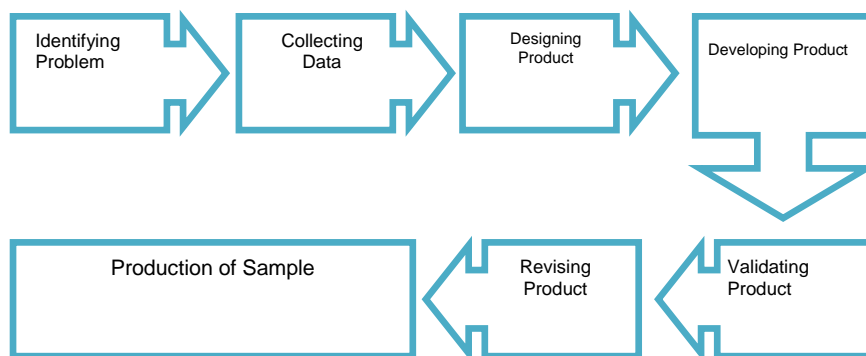 Identifying
Problem
Collecting
Data
Designing
Product
Developing Product
Validating
Product
Revising
Product
Production of Sample